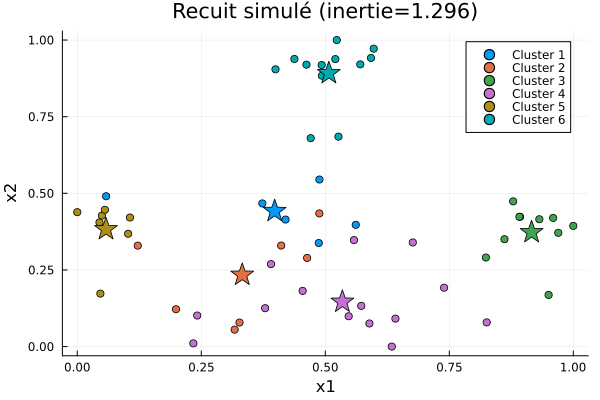 Recuit simulé (inertie=1.296)
1.00
0.75
0.50
0.25
0.00
x2
Cluster 1
Cluster 2
Cluster 3
Cluster 4
Cluster 5
Cluster 6
0.00 0.25 0.50 0.75 1.00
x1